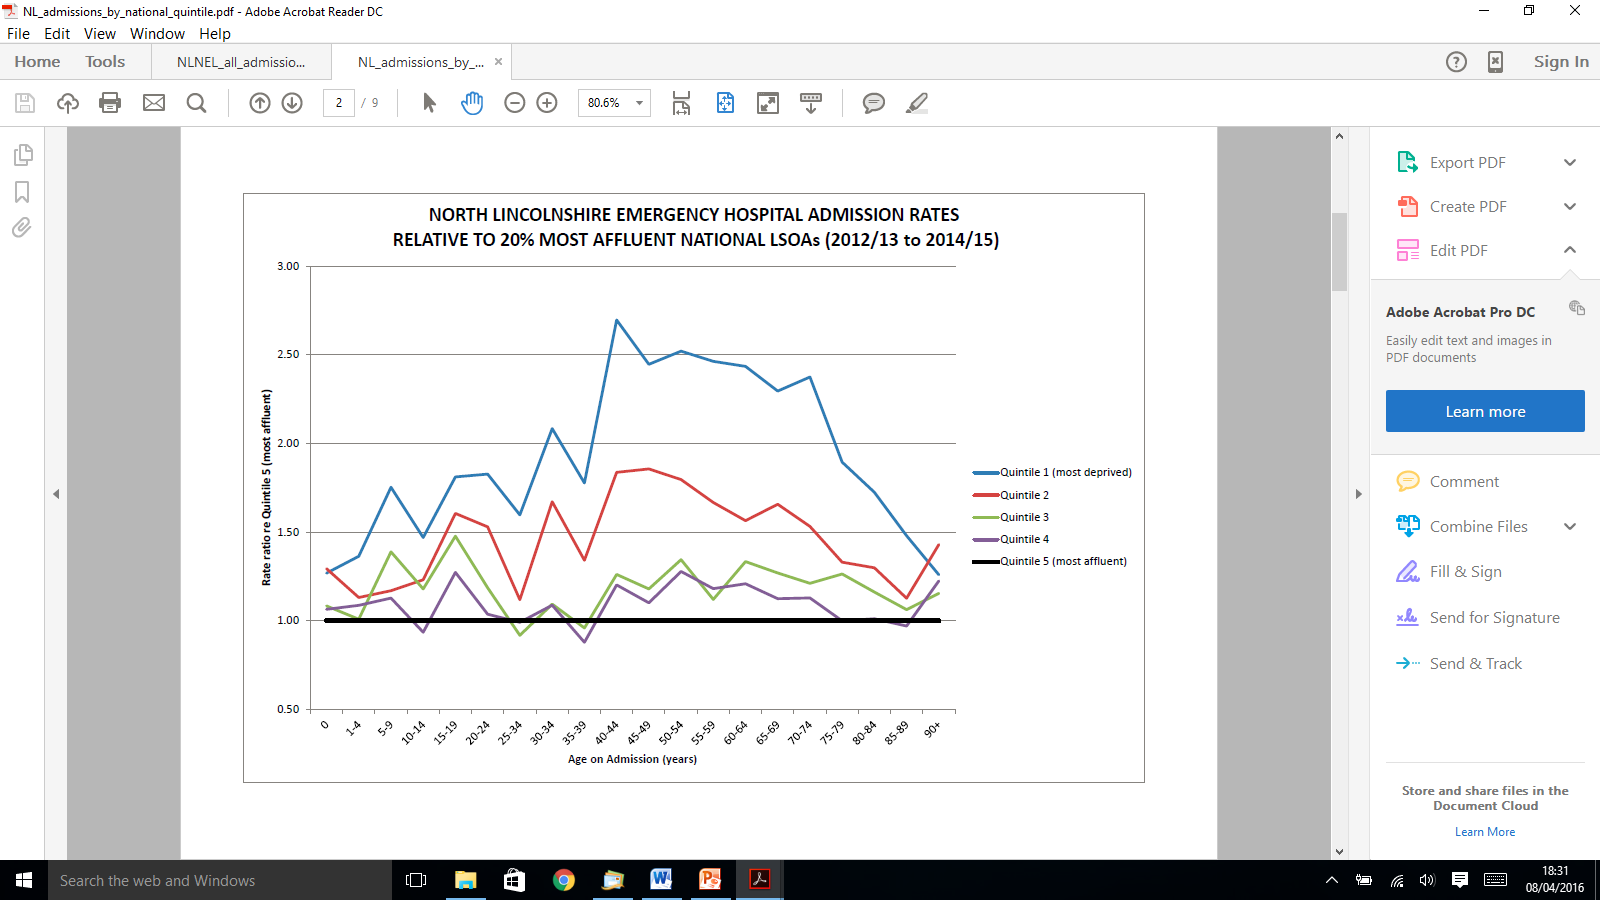 NL_admissions_by_national_quintile.pdf - Adobe Acrobat Reader DC
File Edit View Window Help
Home Tools NLNEL_all_admissio... NL_admissions_by_... × Sign In
2 / 9 80.6%
Export PDF
Create PDF
Edit PDF
Adobe Acrobat Pro DC
Easily edit text and images in
PDF documents
Learn more
Comment
Combine Files
Fill & Sign
Send for Signature
Send & Track
Store and share files in the
Document Cloud
Learn More
NORTH LINCOLNSHIRE EMERGENCY HOSPITAL ADMISSION RATES
RELATIVE TO 20% MOST AFFLUENT NATIONAL LSOAs (2012/13 to 2014/15)
3.00
2.50
2.00
1.50
1.00
0.50
Rate ratio re Quintile 5 (most affluent)
0 1-4 5-9 10-14 15-19 20-24 25-34 30-34 35-39 40-44 45-49 50-54 55-59 60-64 65-69 70-74 75-79 80-84 85-89 90+
Age on Admission (years)
Quintile 1 (most deprived)
Quintile 2
Quintile 3
Quintile 4
Quintile 5 (most affluent)
Search the web and Windows
18:31
08/04/2016